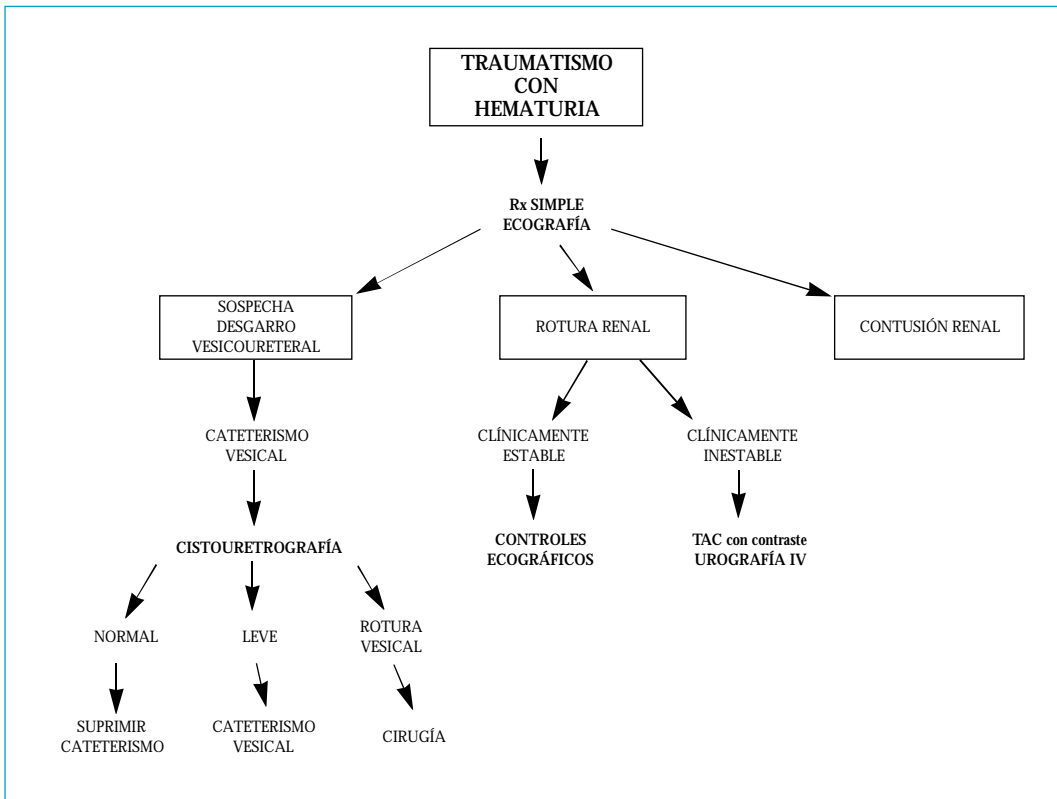 TRAUMATISMO
CON
HEMATURIA
Rx SIMPLE
ECOGRAFÍA
SOSPECHA
DESGARRO
VESICOURETERAL
ROTURA RENAL
CONTUSIÓN RENAL
CATETERISMO
VESICAL
CLÍNICAMENTE
ESTABLE
CLÍNICAMENTE
INESTABLE
CISTOURETROGRAFÍA
CONTROLES
ECOGRÁFICOS
TAC con contraste
UROGRAFÍA IV
NORMAL
LEVE
ROTURA
VESICAL
SUPRIMIR
CATETERISMO
CATETERISMO
VESICAL
CIRUGÍA